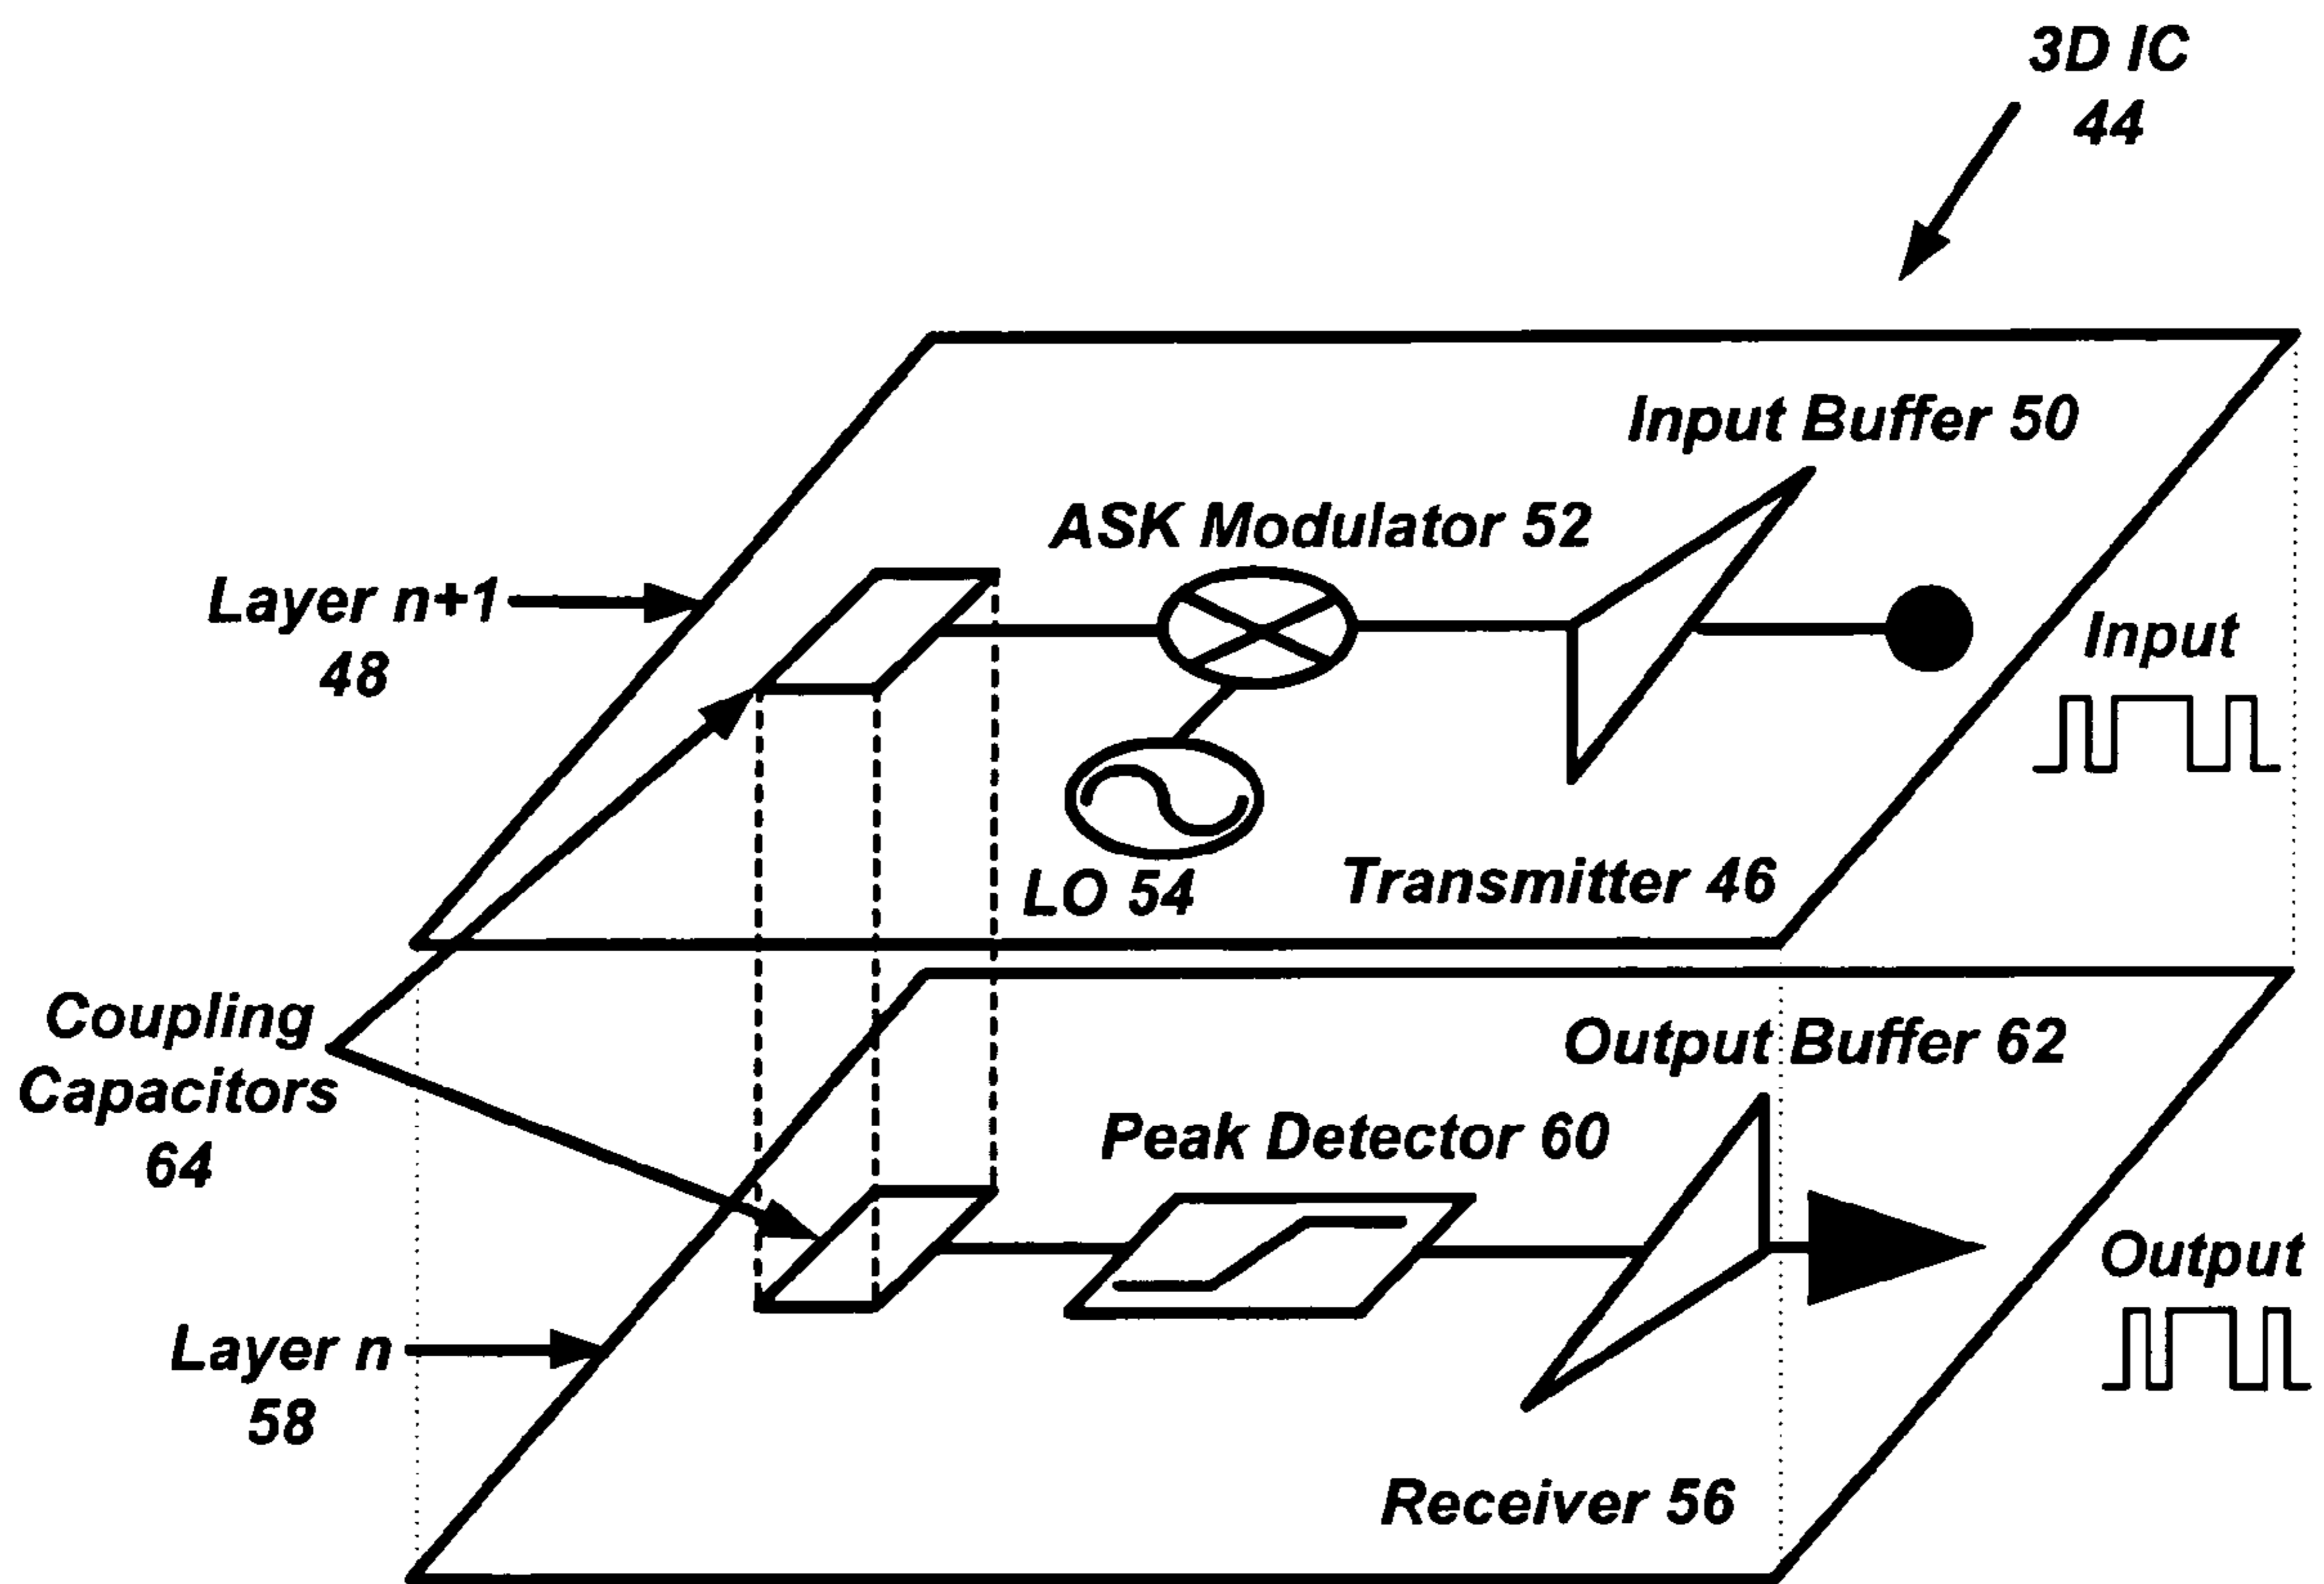 3D IC
44
Input Buffer 50
ASK Modulator 52
Layer n+1
48
Input
LO 54
Transmitter 46
Coupling
Capacitors
64
Output Buffer 62
Peak Detector 60
Output
Layer n
58
Receiver 56